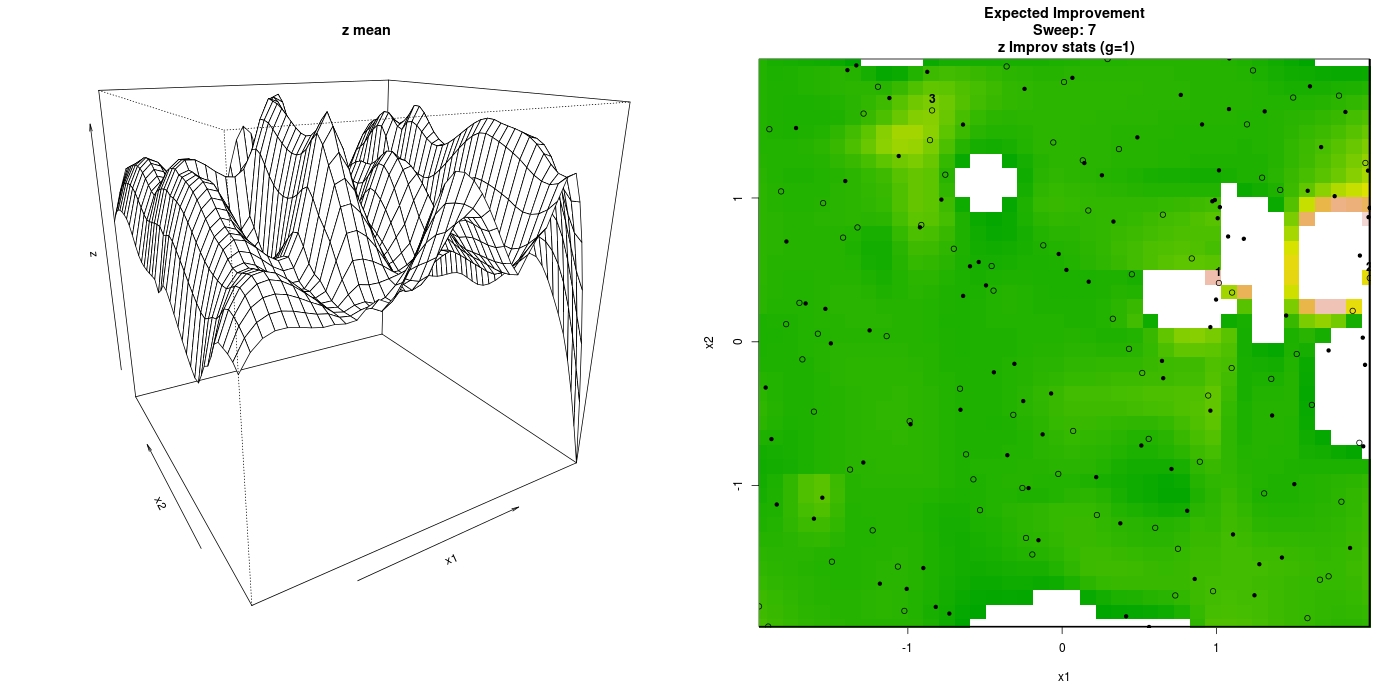 z mean
z
x2
x1
Expected Improvement
Sweep: 7
z Improv stats (g=1)
3
1
2
1
0
-1
x2
-1
0
1
x1